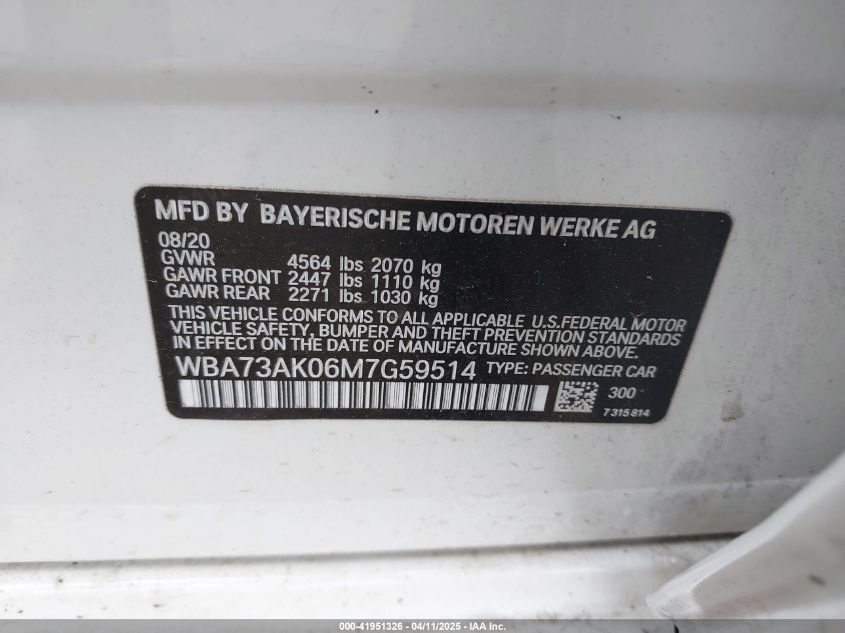 MFD BY BAYERISCHE MOTOREN WERKE AG
08/20
GVWR 4564 lbs 2070 kg
GAWR FRONT 2447 lbs 1110 kg
GAWR REAR 2271 lbs 1030 kg
THIS VEHICLE CONFORMS TO ALL APPLICABLE U.S.FEDERAL MOTOR
VEHICLE SAFETY, BUMPER AND THEFT PREVENTION STANDARDS
IN EFFECT ON THE DATE OF MANUFACTURE SHOWN ABOVE.
WBA73AK06M7G59514 TYPE: PASSENGER CAR
300
7315814
000-41951326 - 04/11/2025 - IAA Inc.